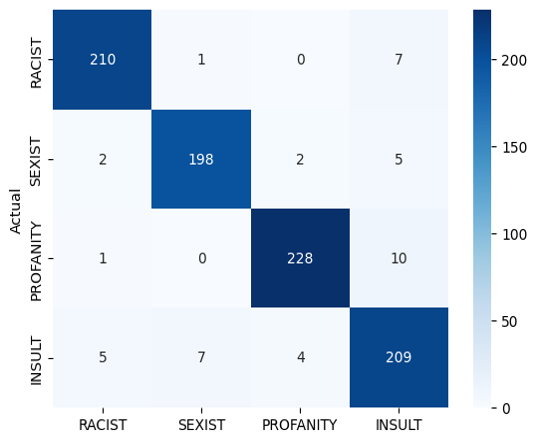 RACIST 210 1 0 7
SEXIST 2 198 2 5
PROFANITY 1 0 228 10
INSULT 5 7 4 209
RACIST SEXIST PROFANITY INSULT
Actual
200
150
100
50
0